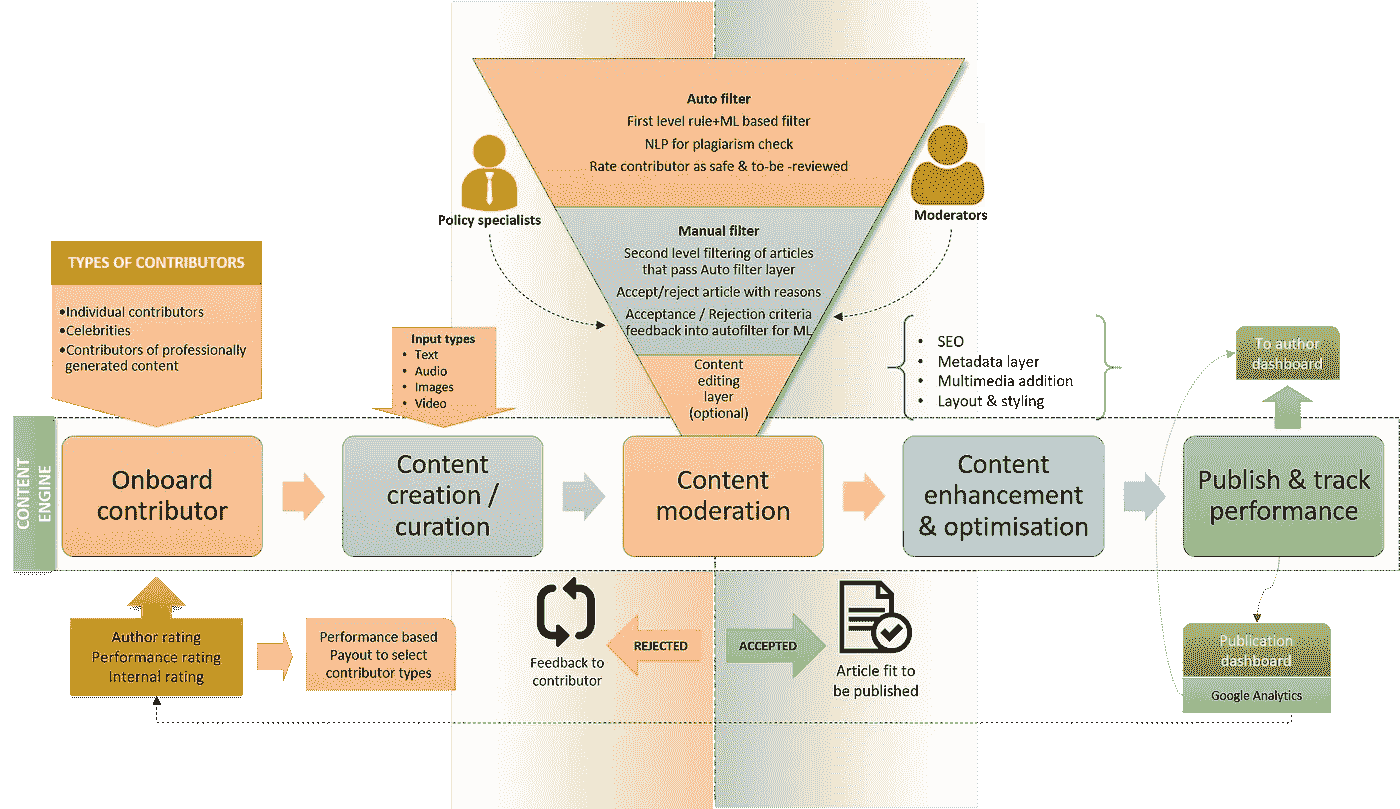 Auto filter
First level rule+ML based filter
NLP for plagiarism check
Rate contributor as safe & to-be -reviewed
Policy specialists
Moderators
Manual filter
Second level filtering of articles
that pass Auto filter layer
Accept/reject article with reasons
Acceptance / Rejection criteria
feedback into autofilter for ML
Content
editing
layer
(optional)
TYPES OF CONTRIBUTORS
•Individual contributors
•Celebrities
•Contributors of professionally
generated content
Input types
• Text
• Audio
• Images
• Video
• SEO
• Metadata layer
• Multimedia addition
• Layout & styling
To author
dashboard
CONTENT
ENGINE
Onboard
contributor
Content
creation /
curation
Content
moderation
Content
enhancement
& optimisation
Publish & track
performance
Author rating
Performance rating
Internal rating
Performance based
Payout to select
contributor types
Feedback to
contributor
REJECTED
ACCEPTED
Article fit to
be published
Publication
dashboard
Google Analytics